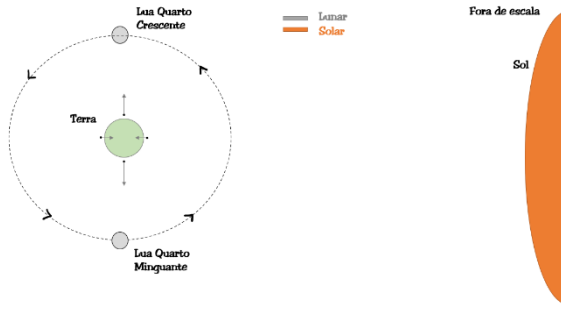 Lua Quarto
Crescente
Lunar
Solar
Fora de escala
Sol
Terra
Lua Quarto
Minguante